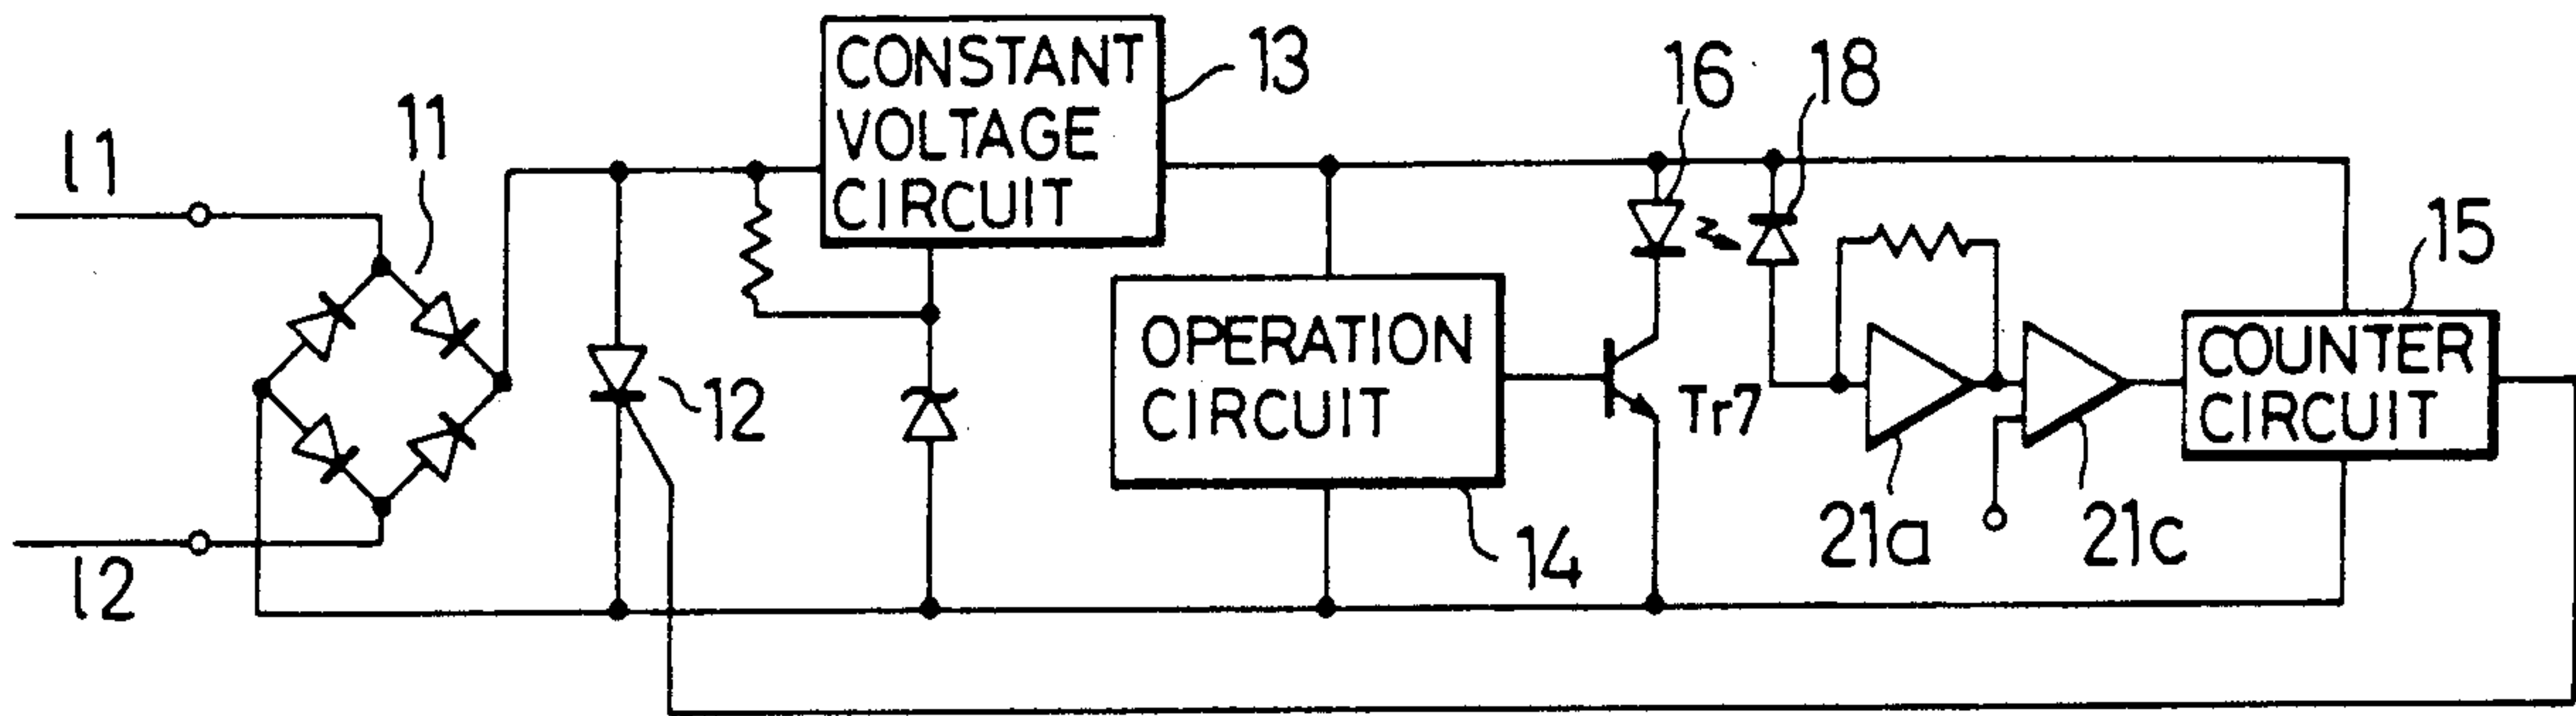 l1
11
CONSTANT
VOLTAGE
CIRCUIT
13
16
18
15
12
OPERATION
CIRCUIT
Tr7
COUNTER
CIRCUIT
l2
14
21a
21c